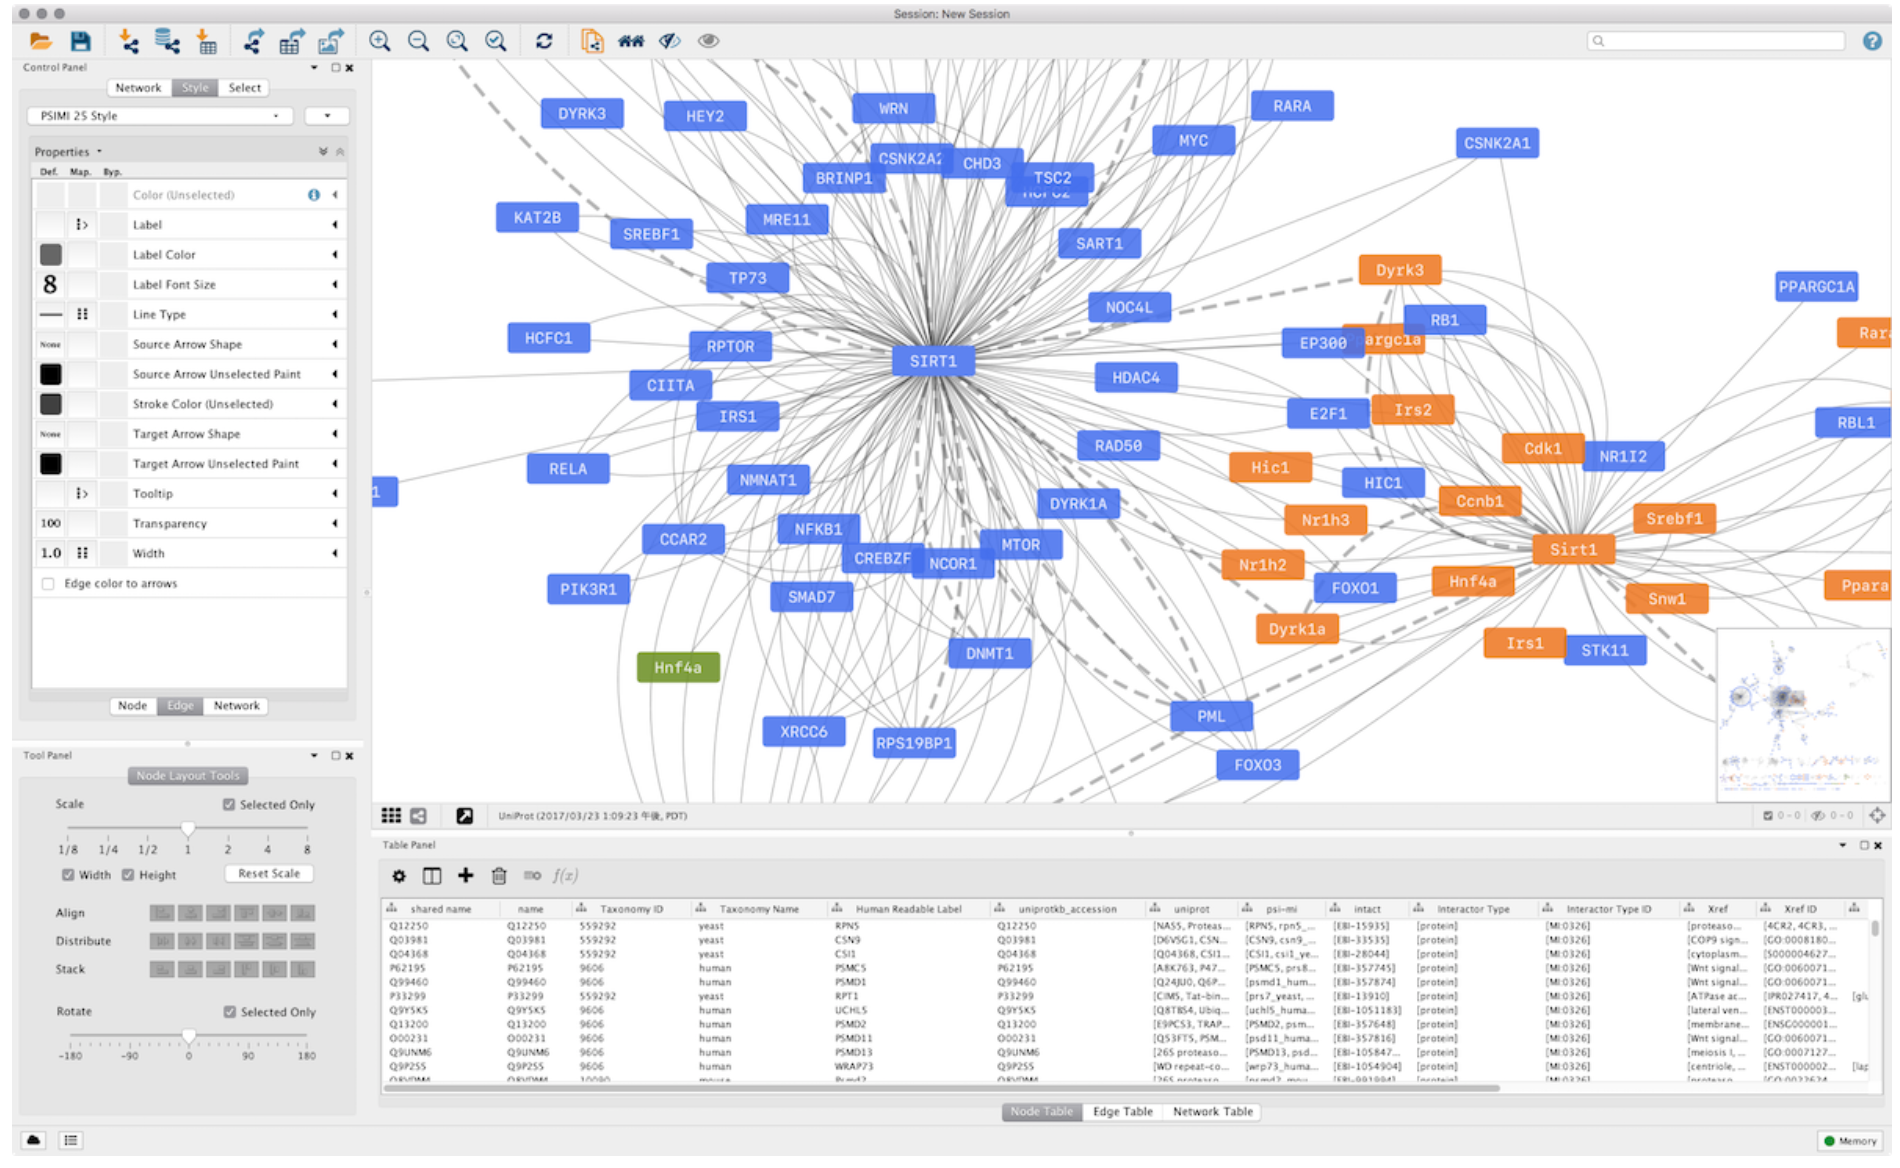 Session: New Session
Control Panel
Network Style Select
PSIMI 25 Style
Properties
Def. Map. Byp.
Color (Unselected)
Label
Label Color
8 Label Font Size
Line Type
None Source Arrow Shape
Source Arrow Unselected Paint
Stroke Color (Unselected)
None Target Arrow Shape
Target Arrow Unselected Paint
Tooltip
100 Transparency
1.0 Width
Edge color to arrows
Node Edge Network
Tool Panel
Node Layout Tools
Scale Selected Only
1/8 1/4 1/2 1 2 4 8
Width Height Reset Scale
Align
Distribute
Stack
Rotate Selected Only
-180 -90 0 90 180
DYRK3
HEY2
WRN
RARA
MYC
CSNK2A1
CSNK2A2
CHD3
BRINP1
TSC2
HCFC2
KAT2B
SREBF1
MRE11
SART1
TP73
Dyrk3
PPARGC1A
NOC4L
RB1
HCFC1
RPTOR
SIRT1
EP300
argc1a
Rar
CIITA
HDAC4
IRS1
E2F1
Irs2
RBL1
RAD50
Cdk1
NR1I2
RELA
NMNAT1
Hic1
HIC1
1
DYRK1A
Ccnb1
Nr1h3
Srebf1
CCAR2
NFKB1
CREBZF
NCOR1
MTOR
Sirt1
Nr1h2
PIK3R1
SMAD7
FOXO1
Hnf4a
Snw1
Ppara
Dyrk1a
Irs1
STK11
Hnf4a
DNMT1
PML
XRCC6
RPS19BP1
FOXO3
UniProt (2017/03/23 1:09:23 午後, PDT)
0 - 0 0 - 0
Table Panel
f(x)
shared name name Taxonomy ID Taxonomy Name Human Readable Label uniprotkb_accession uniprot psi-mi intact Interactor Type Interactor Type ID Xref Xref ID
Q12250 Q12250 559292 yeast RPN5 Q12250 [NAS5, Proteas... [RPN5, rpn5_... [EBI-15935] [protein] [MI:0326] [proteaso... [4CR2, 4CR3, ...
Q03981 Q03981 559292 yeast CSN9 Q03981 [D6VSG1, CSN... [CSN9, csn9_... [EBI-33535] [protein] [MI:0326] [COP9 sign... [GO:0008180...
Q04368 Q04368 559292 yeast CSI1 Q04368 [Q04368, CSI1... [CSI1, csi1_ye... [EBI-28044] [protein] [MI:0326] [cytoplasm... [S000004627...
P62195 P62195 9606 human PSMC5 P62195 [A8K763, P47... [PSMC5, prs8... [EBI-357745] [protein] [MI:0326] [Wnt signal... [GO:0060071...
Q99460 Q99460 9606 human PSMD1 Q99460 [Q24JU0, Q6P... [psmd1_hum... [EBI-357874] [protein] [MI:0326] [Wnt signal... [GO:0060071...
P33299 P33299 559292 yeast RPT1 P33299 [CIM5, Tat-bin... [prs7_yeast, ... [EBI-13910] [protein] [MI:0326] [ATPase ac... [IPR027417, 4...
Q9Y5K5 Q9Y5K5 9606 human UCHL5 Q9Y5K5 [Q8TBS4, Ubiq... [uchl5_huma... [EBI-1051183] [protein] [MI:0326] [lateral ven... [ENST000003...
Q13200 Q13200 9606 human PSMD2 Q13200 [E9PCS3, TRAP... [PSMD2, psm... [EBI-357648] [protein] [MI:0326] [membrane... [ENSG000001...
O00231 O00231 9606 human PSMD11 O00231 [Q53FT5, PSM... [psd11_huma... [EBI-357816] [protein] [MI:0326] [Wnt signal... [GO:0060071...
Q9UNM6 Q9UNM6 9606 human PSMD13 Q9UNM6 [26S proteaso... [PSMD13, psd... [EBI-105847... [protein] [MI:0326] [meiosis I, ... [GO:0007127...
Q9P2S5 Q9P2S5 9606 human WRAP73 Q9P2S5 [WD repeat-co... [wrp73_huma... [EBI-1054904] [protein] [MI:0326] [centriole, ... [ENST000002... [lap
Node Table Edge Table Network Table
Memory